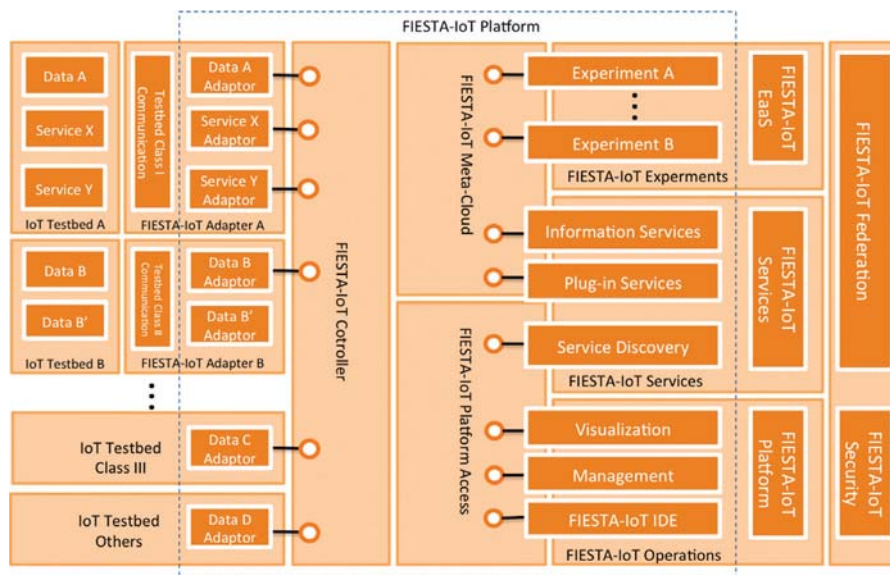 FIESTA-IoT Platform
Data A
Service X
Service Y
IoT Testbed A
Testbed Class I
Communication
Data A
Adaptor
Service X
Adaptor
Service Y
Adaptor
FIESTA-IoT Adapter A
Data B
Data B’
IoT Testbed B
Testbed Class II
Communication
Data B
Adaptor
Data B’
Adaptor
FIESTA-IoT Adapter B
IoT Testbed
Class III
Data C
Adaptor
IoT Testbed
Others
Data D
Adaptor
FIESTA-IoT Cotroller
FIESTA-IoT Meta-Cloud
FIESTA-IoT Platform Access
Experiment A
Experiment B
FIESTA-IoT Experments
FIESTA-IoT
EaaS
Information Services
Plug-in Services
Service Discovery
FIESTA-IoT Services
FIESTA-IoT
Services
Visualization
Management
FIESTA-IoT IDE
FIESTA-IoT Operations
FIESTA-IoT
Platform
FIESTA-IoT Federation
FIESTA-IoT
Security